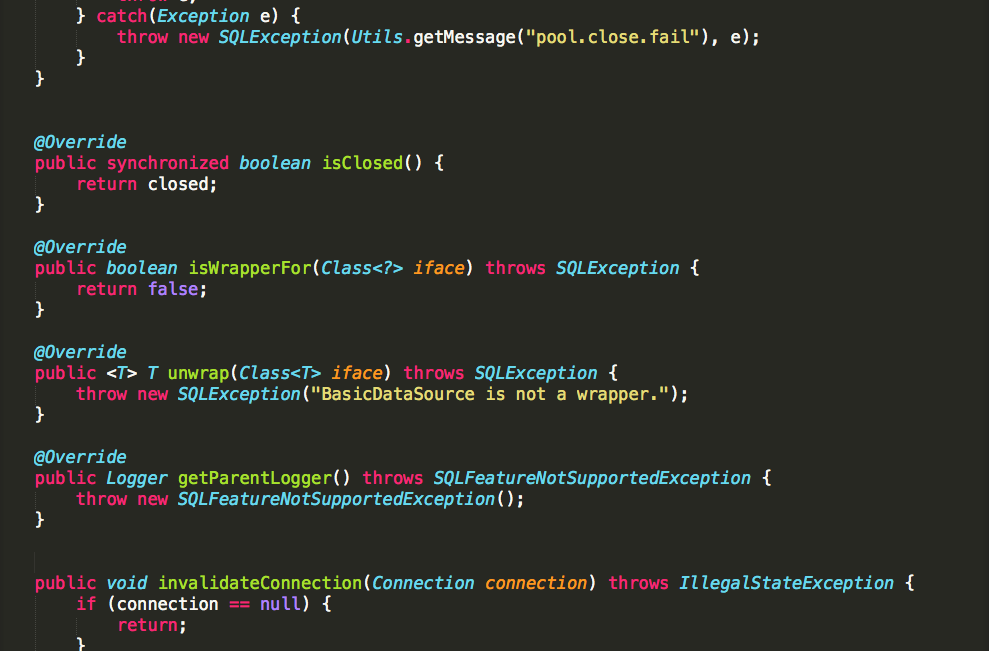 } catch(Exception e) {
throw new SQLException(Utils.getMessage("pool.close.fail"), e);
}
}
@Override
public synchronized boolean isClosed() {
return closed;
}
@Override
public boolean isWrapperFor(Class<?> iface) throws SQLException {
return false;
}
@Override
public <T> T unwrap(Class<T> iface) throws SQLException {
throw new SQLException("BasicDataSource is not a wrapper.");
}
@Override
public Logger getParentLogger() throws SQLFeatureNotSupportedException {
throw new SQLFeatureNotSupportedException();
}
public void invalidateConnection(Connection connection) throws IllegalStateException {
if (connection == null) {
return;
}